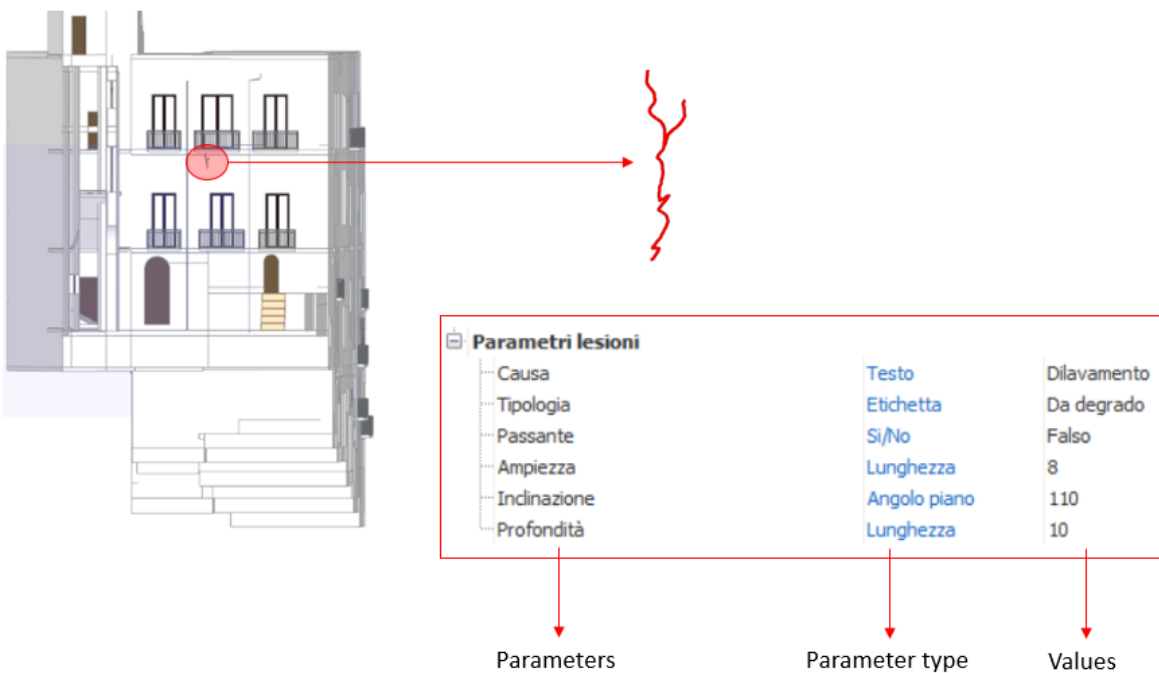 Parametri lesioni
Causa Testo Dilavamento
Tipologia Etichetta Da degrado
Passante Si/No Falso
Ampiezza Lunghezza 8
Inclinazione Angolo piano 110
Profondità Lunghezza 10
Parameters Parameter type Values